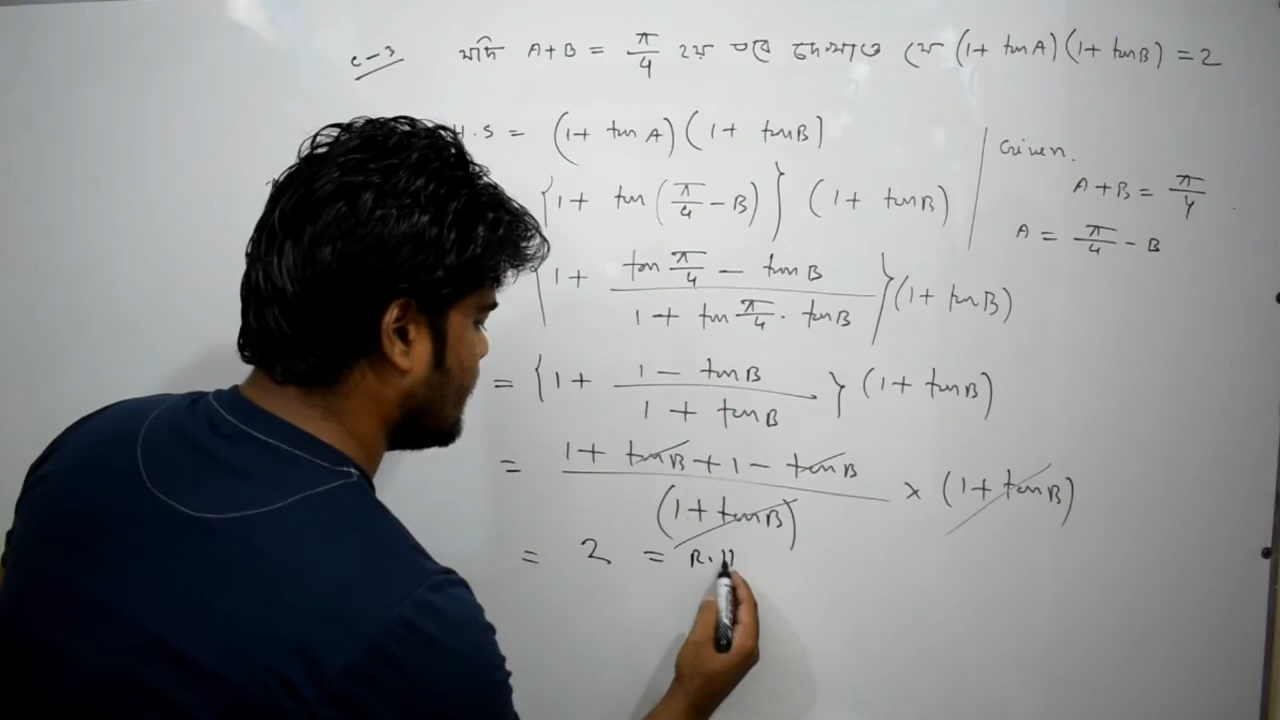 c-3 যদি A+B = π/4 হয় তবে দেখাও যে (1+ tanA)(1+ tanB) = 2
H.S = (1+ tan A)(1+ tanB)
{1+ tan(π/4 - B)} (1+ tanB)
{1+ (tan π/4 - tanB)/(1+ tan π/4 . tanB)}(1+ tanB)
= {1+ (1 - tanB)/(1 + tanB)} (1+ tanB)
= (1+ tanB + 1 - tanB)/(1+ tanB) × (1+ tanB)
= 2 = R.H
Given.
A+B = π/4
A = π/4 - B